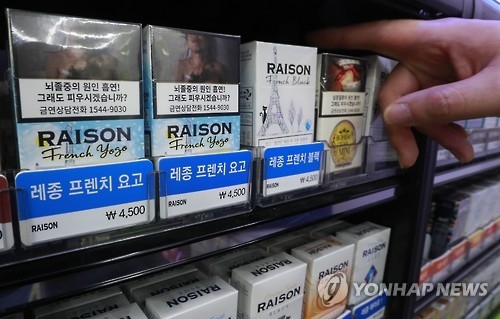 뇌졸중의 원인 흡연!
그래도 피우시겠습니까?
금연상담전화 1544-9030
RAISON
French Yogo
뇌졸중의 원인 흡연!
그래도 피우시겠습니까?
금연상담전화 1544-9030
RAISON
French Yogo
RAISON
French Black
레종 프렌치 요고
RAISON
₩ 4,500
레종 프렌치 요고
RAISON
₩ 4,500
레종 프렌치 블랙
RAISON
₩ 4,500
RAISON
RAISON
RAISON
RAISON
YONHAP NEWS